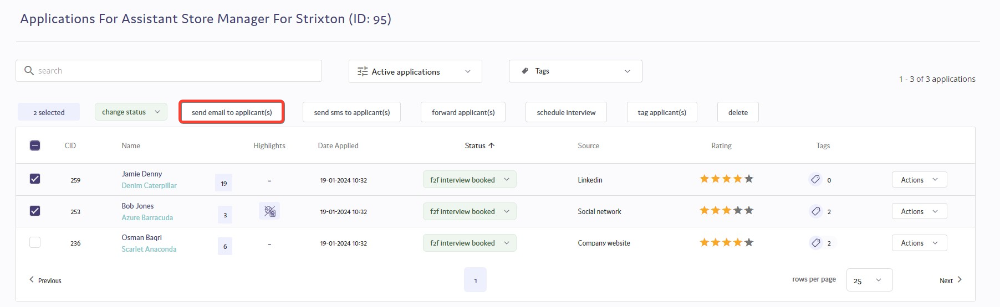 Applications For Assistant Store Manager For Strixton (ID: 95)
search
Active applications
Tags
1 - 3 of 3 applications
2 selected
change status
send email to applicant(s)
send sms to applicant(s)
forward applicant(s)
schedule interview
tag applicant(s)
delete
CID Name Highlights Date Applied Status Source Rating Tags
259 Jamie Denny 19 - 19-01-2024 10:32 f2f interview booked Linkedin 0 Actions
Denim Caterpillar
253 Bob Jones 3 19-01-2024 10:32 f2f interview booked Social network 2 Actions
Azure Barracuda
236 Osman Baqri 6 - 19-01-2024 10:32 f2f interview booked Company website 2 Actions
Scarlet Anaconda
Previous 1 rows per page 25 Next